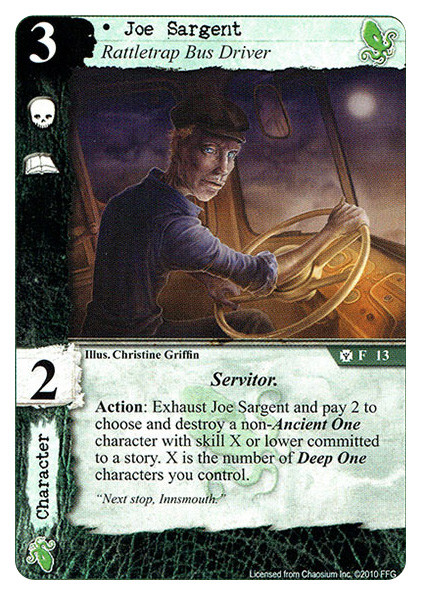 3
• Joe Sargent
Rattletrap Bus Driver
Illus. Christine Griffin
F 13
2
Servitor.
Action: Exhaust Joe Sargent and pay 2 to
choose and destroy a non-Ancient One
character with skill X or lower committed
to a story. X is the number of Deep One
characters you control.
"Next stop, Innsmouth."
Character
Licensed from Chaosium Inc. ©2010 FFG